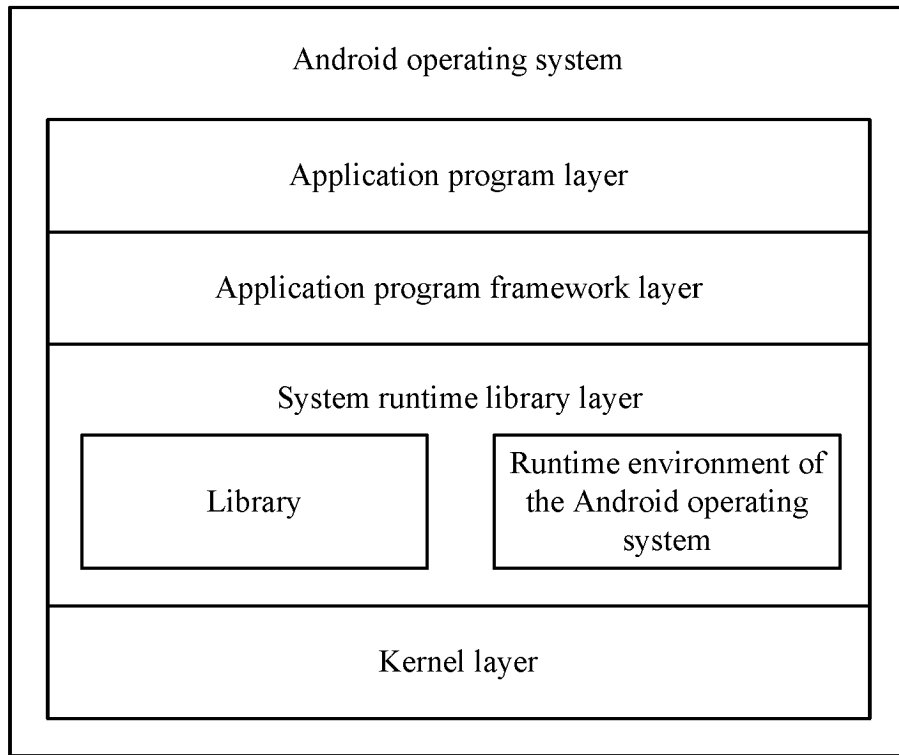 Android operating system
Application program layer
Application program framework layer
System runtime library layer
Library
Runtime environment of
the Android operating
system
Kernel layer